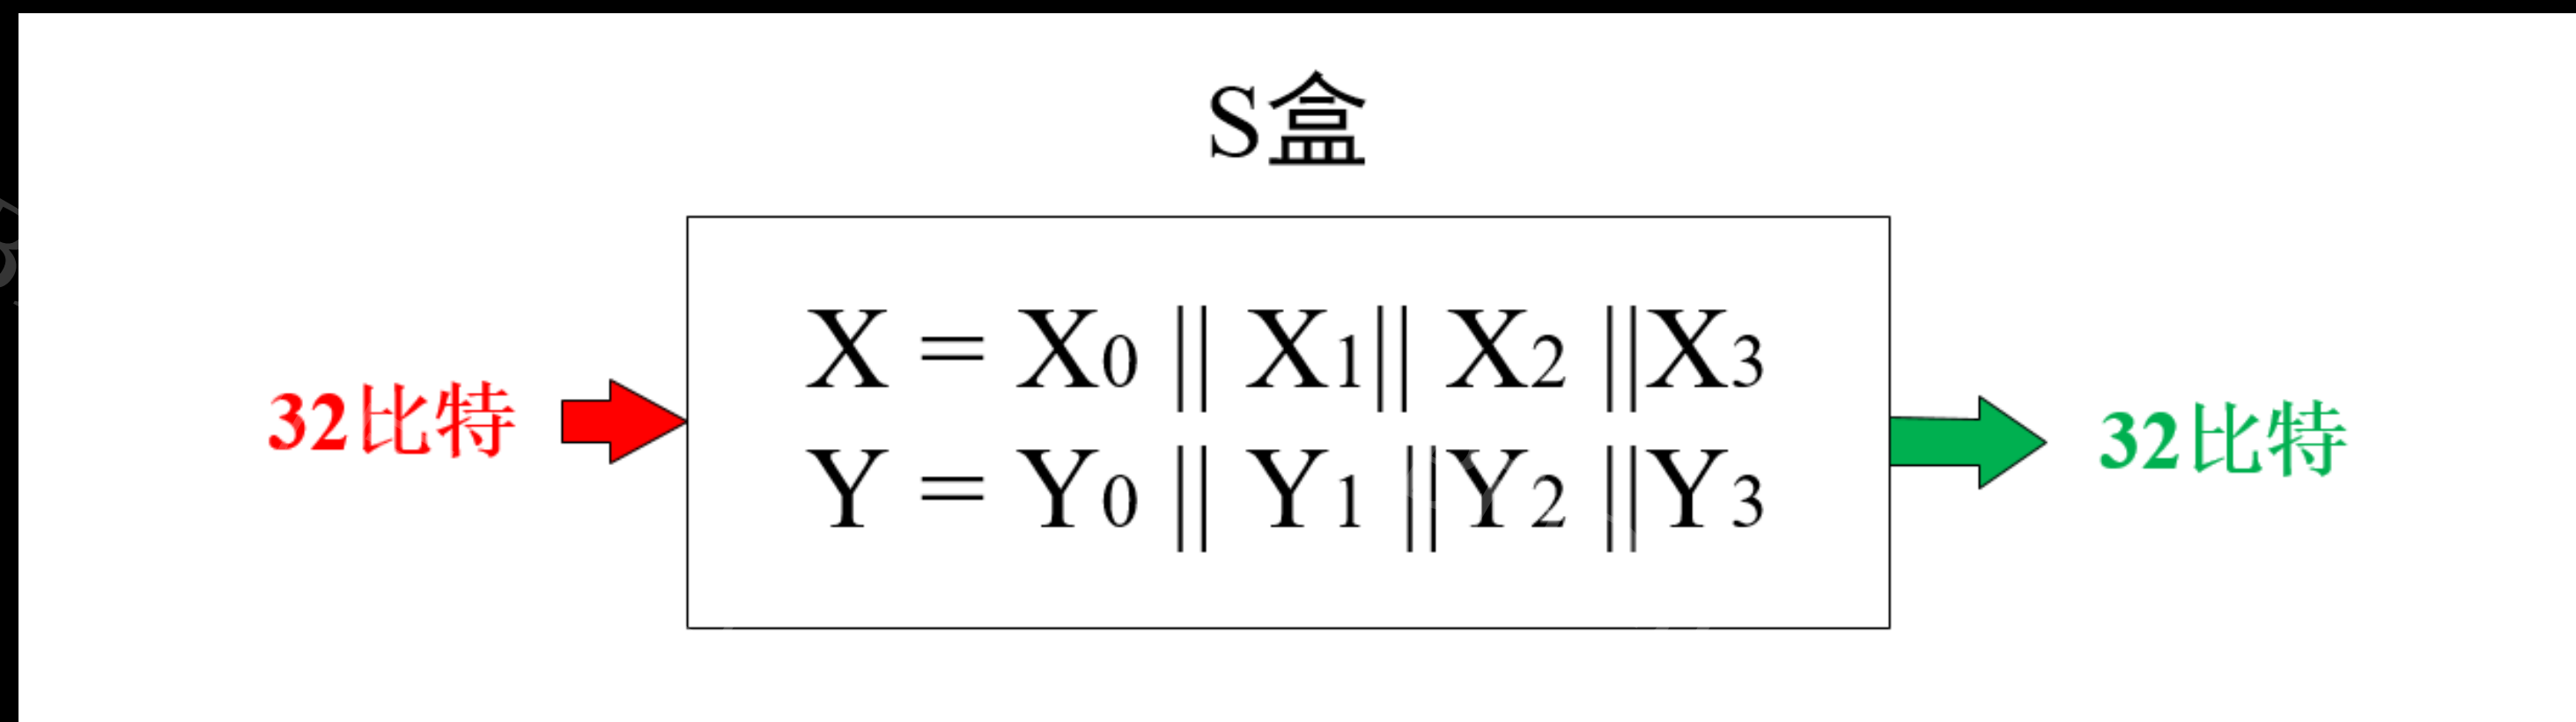 S盒
32比特
X = X0 || X1|| X2 ||X3
Y = Y0 || Y1 ||Y2 ||Y3
32比特